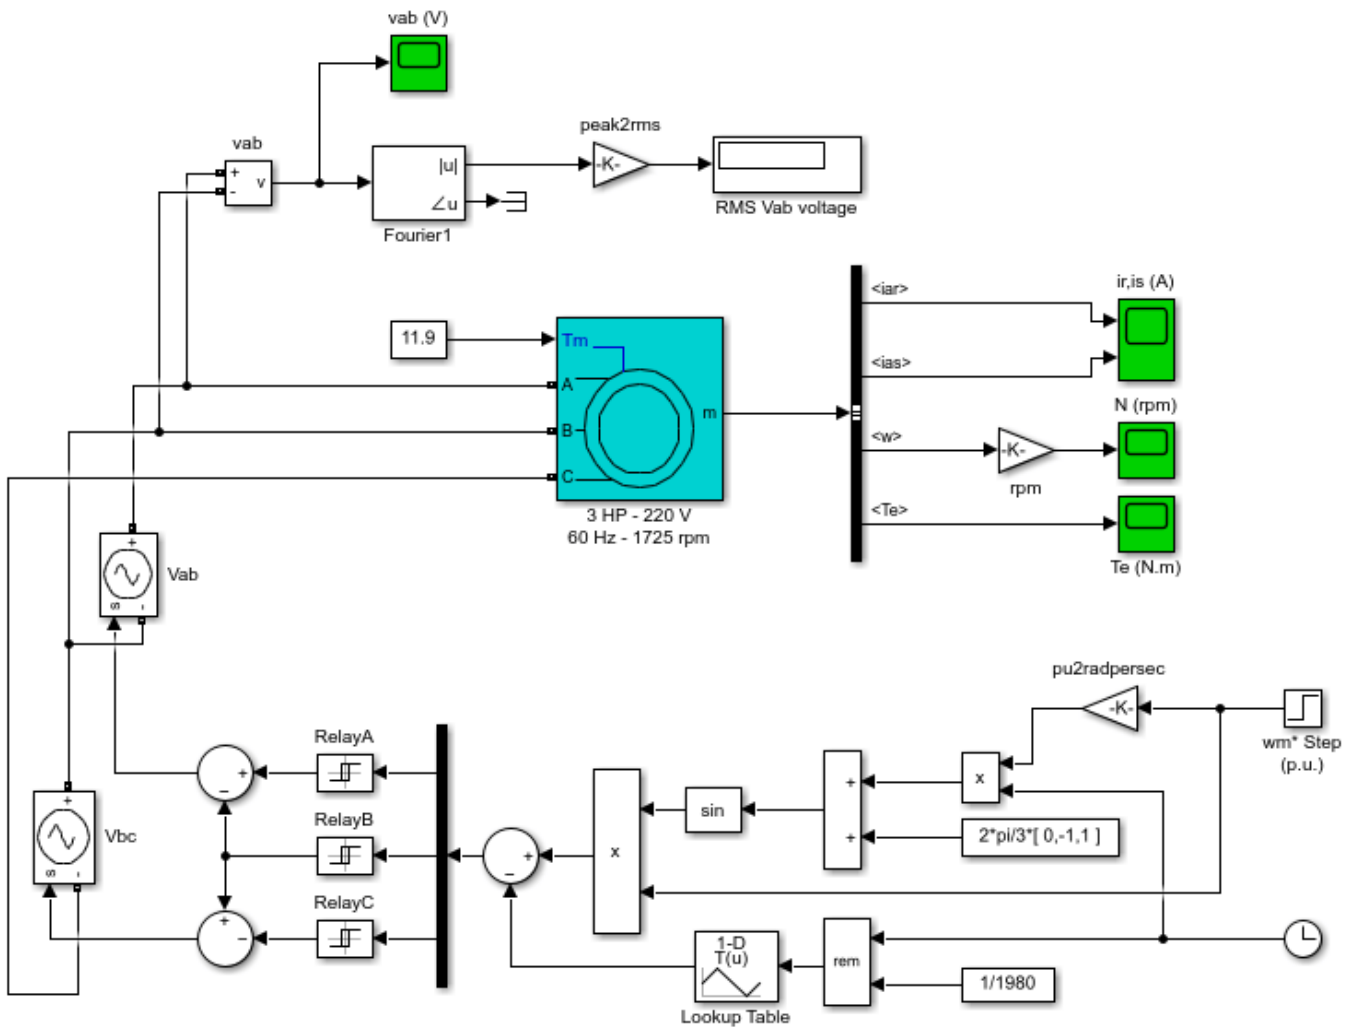 vab (V)
peak2rms
vab
+
v
-
|u|
∠u
-K-
Fourier1
RMS Vab voltage
<iar>
ir,is (A)
11.9
Tm
A
<ias>
B
m
N (rpm)
C
<w>
-K-
rpm
3 HP - 220 V
60 Hz - 1725 rpm
<Te>
Te (N.m)
+
Vab
s
-
pu2radpersec
-K-
wm* Step
(p.u.)
RelayA
+
-
x
+
sin
2*pi/3*[ 0,-1,1 ]
+
+
Vbc
s
-
RelayB
+
-
x
RelayC
+
-
1-D
T(u)
rem
1/1980
Lookup Table